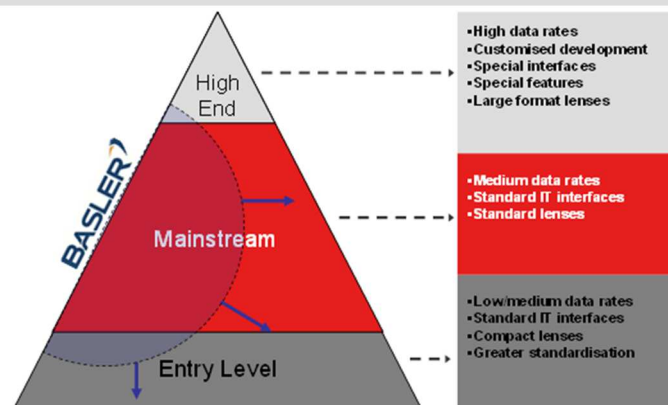 High
End
BASLER
Mainstream
Entry Level
▪High data rates
▪Customised development
▪Special interfaces
▪Special features
▪Large format lenses
▪Medium data rates
▪Standard IT interfaces
▪Standard lenses
▪Low/medium data rates
▪Standard IT interfaces
▪Compact lenses
▪Greater standardisation